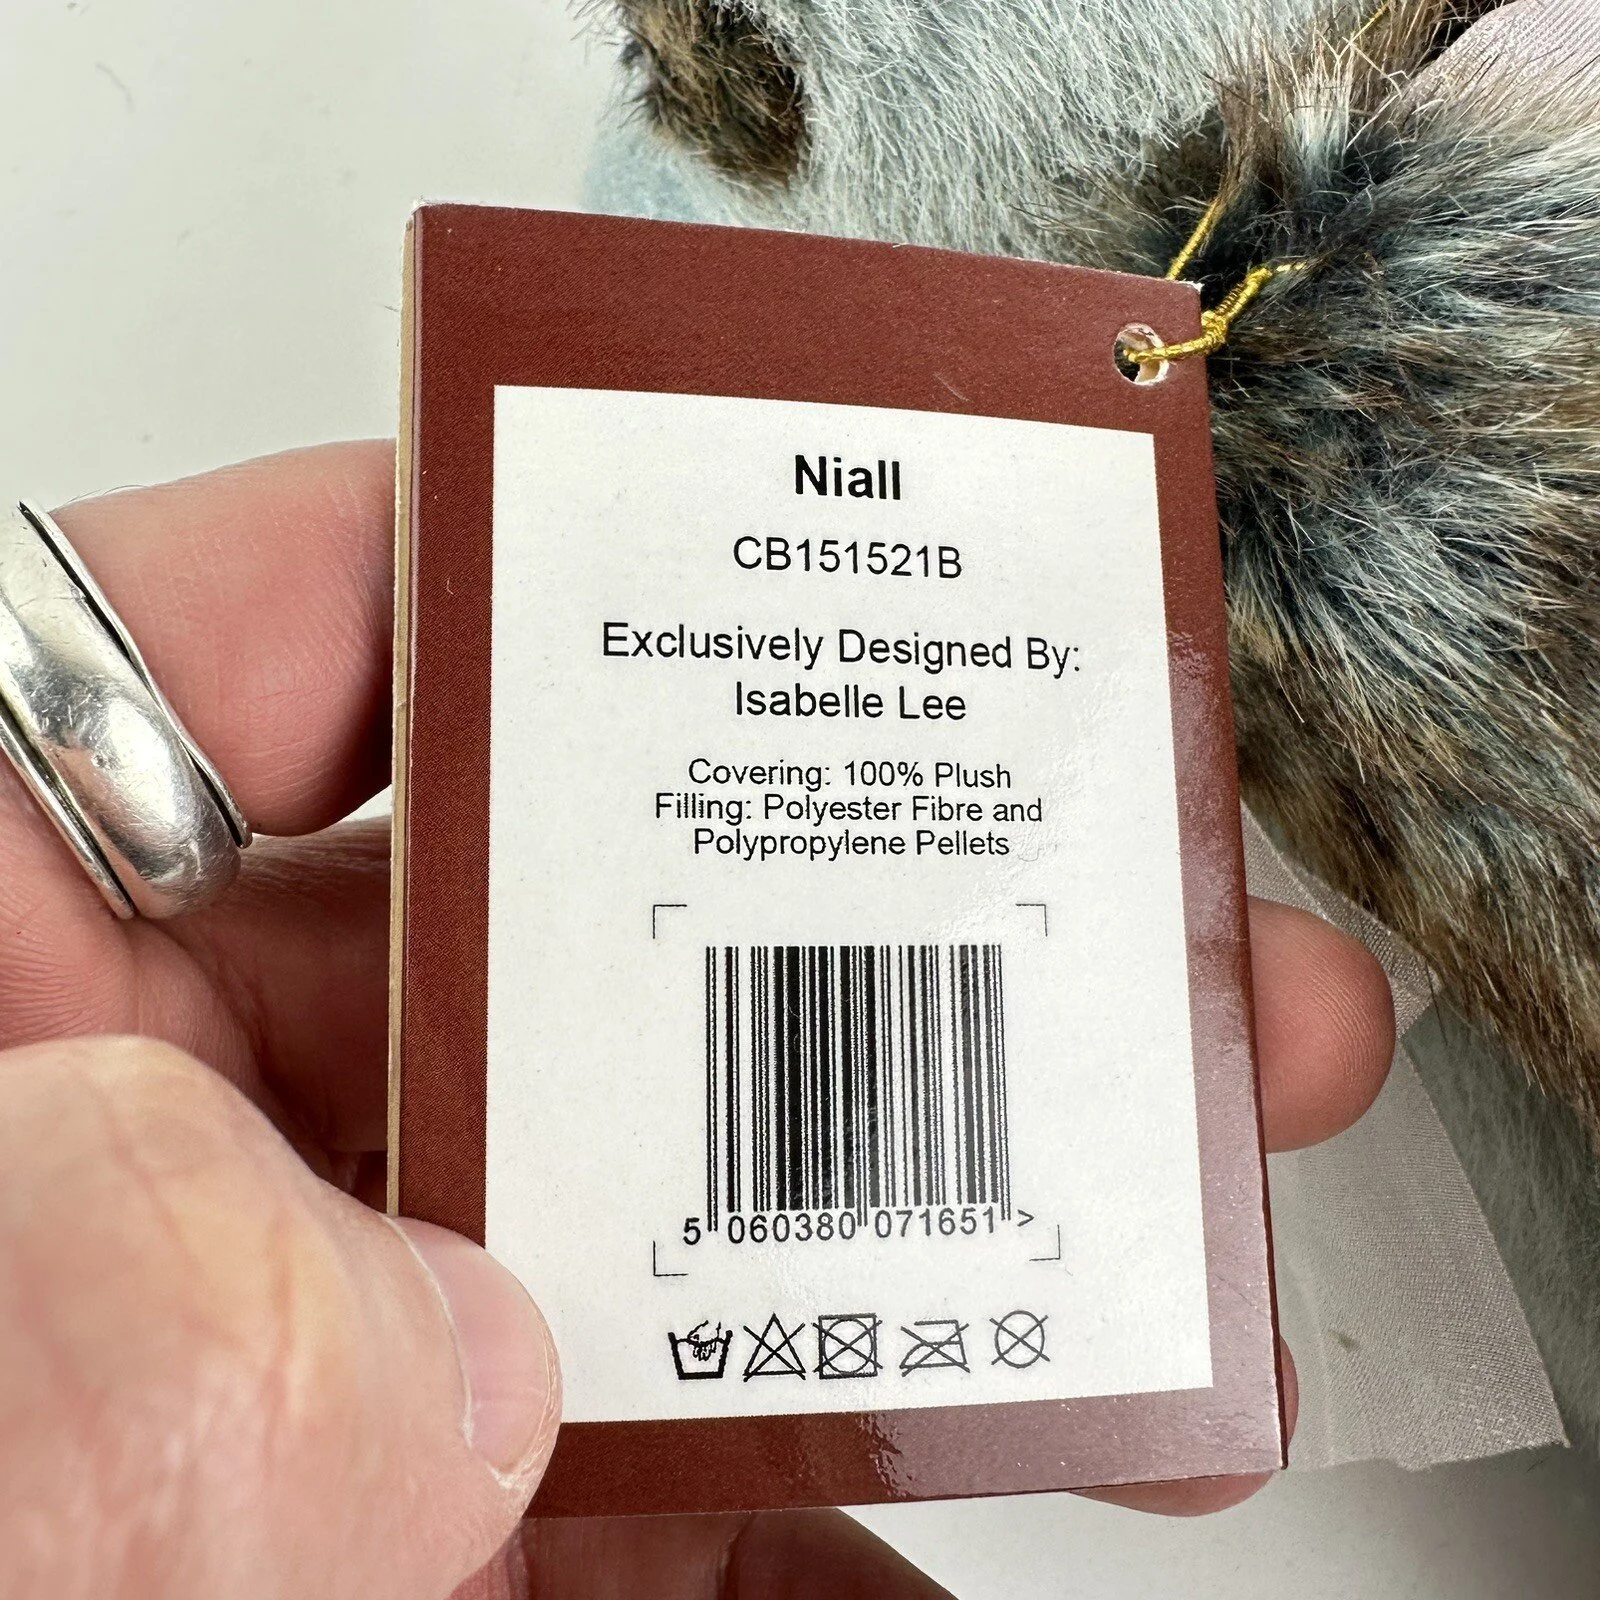 Niall
CB151521B
Exclusively Designed By:
Isabelle Lee
Covering: 100% Plush
Filling: Polyester Fibre and
Polypropylene Pellets
5 060380 071651 >